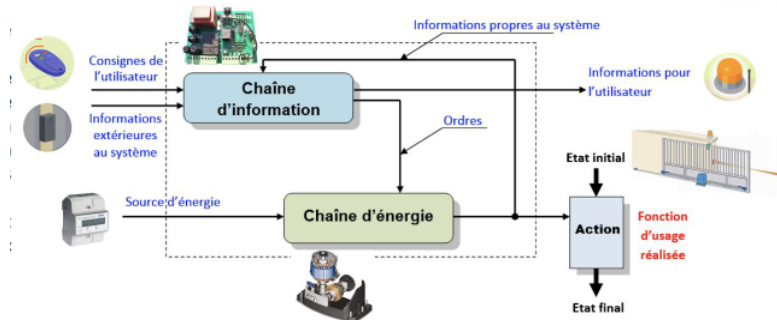 Informations propres au système
Consignes de
l'utilisateur
Chaîne
d'information
Informations pour
l'utilisateur
Informations
extérieures
au système
Ordres
Etat initial
Source d'énergie
Chaîne d'énergie
Action
Fonction
d'usage
réalisée
Etat final